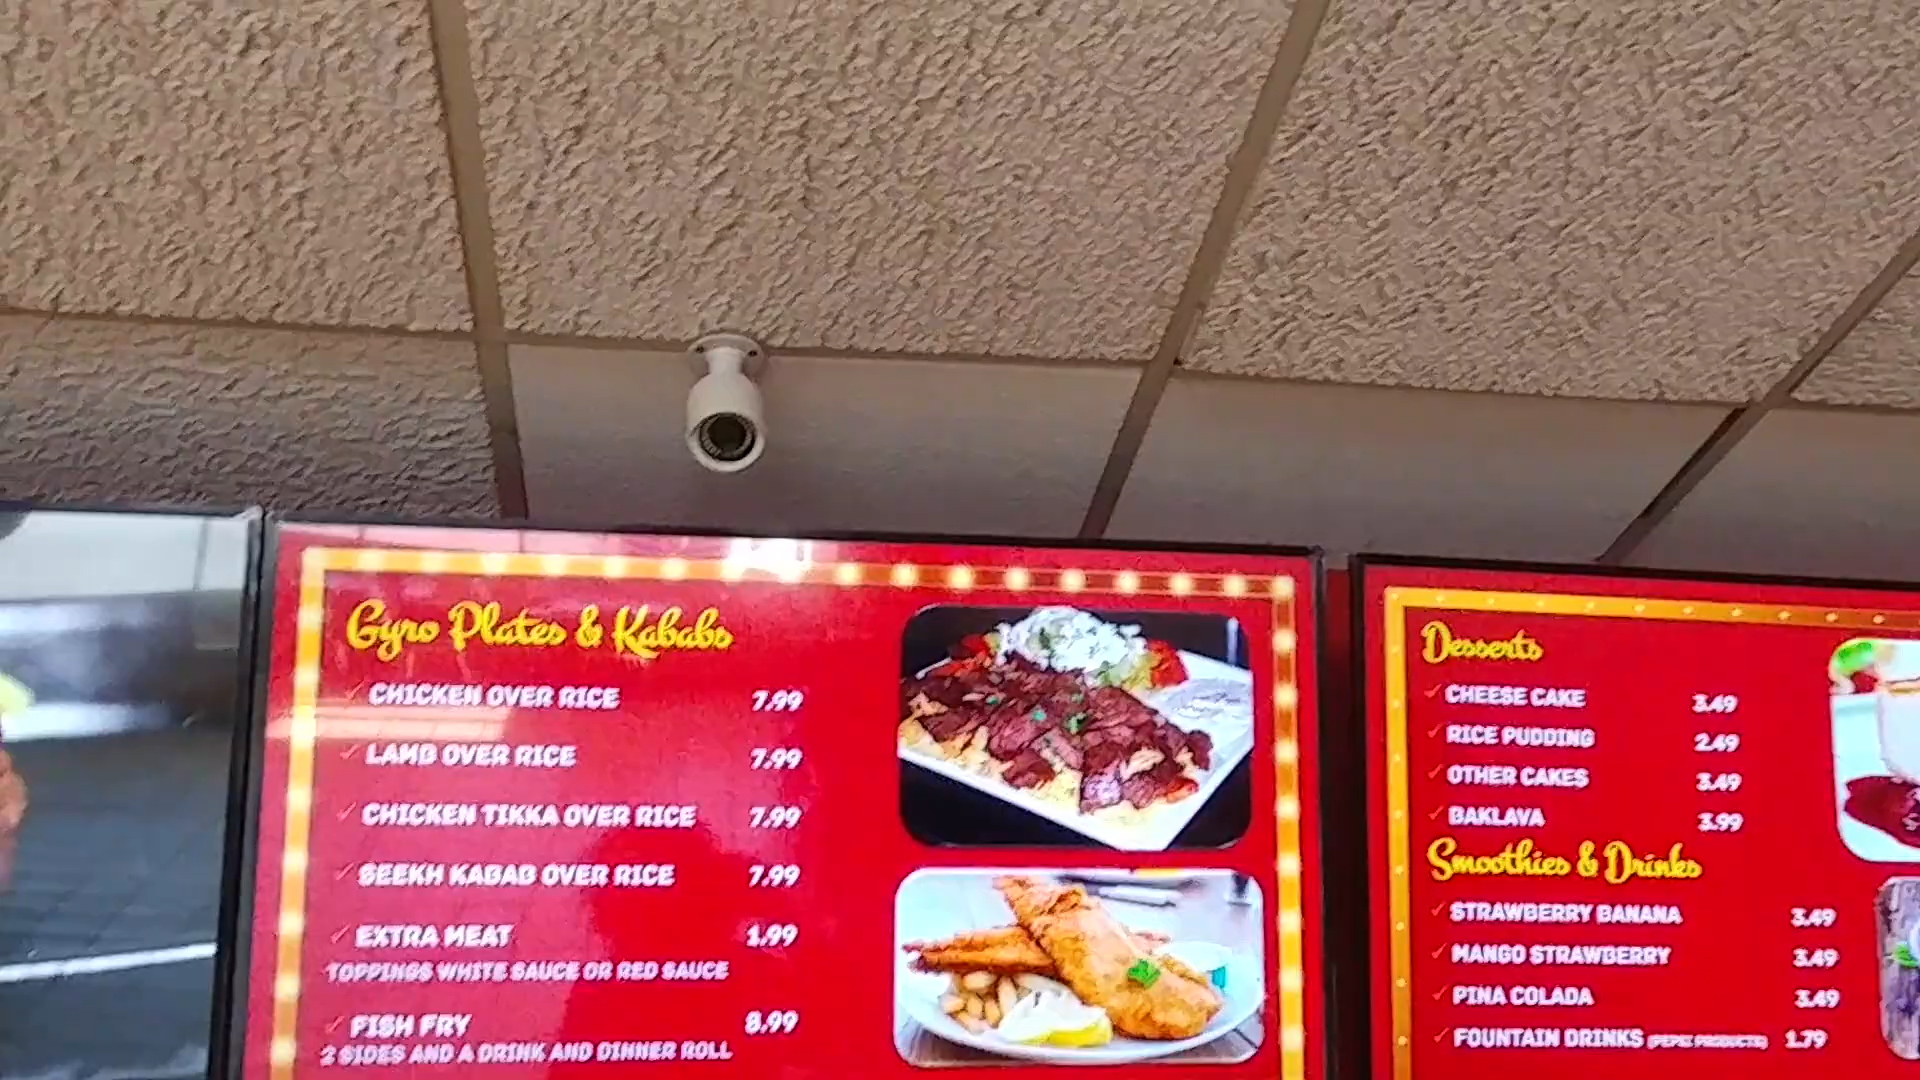 Gyro Plates & Kababs
CHICKEN OVER RICE 7.99
LAMB OVER RICE 7.99
CHICKEN TIKKA OVER RICE 7.99
SEEKH KABAB OVER RICE 7.99
EXTRA MEAT 1.99
TOPPINGS WHITE SAUCE OR RED SAUCE
FISH FRY 8.99
2 SIDES AND A DRINK AND DINNER ROLL
Desserts
CHEESE CAKE 3.49
RICE PUDDING 2.49
OTHER CAKES 3.49
BAKLAVA 3.99
Smoothies & Drinks
STRAWBERRY BANANA 3.49
MANGO STRAWBERRY 3.49
PINA COLADA 3.49
FOUNTAIN DRINKS (PEPSI PRODUCTS) 1.79